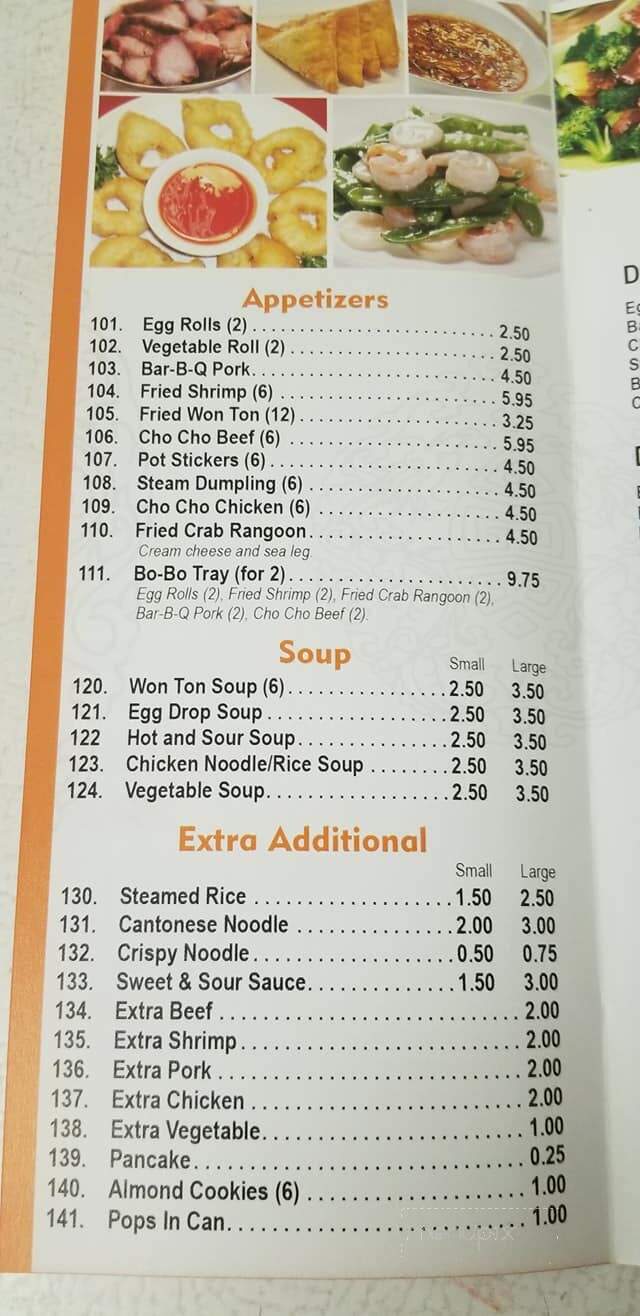 Appetizers
101. Egg Rolls (2) . . . . . . . . . . . . . . . . . . . . . . . . . . 2.50
102. Vegetable Roll (2) . . . . . . . . . . . . . . . . . . . . . . 2.50
103. Bar-B-Q Pork. . . . . . . . . . . . . . . . . . . . . . . . . . 4.50
104. Fried Shrimp (6) . . . . . . . . . . . . . . . . . . . . . . . 5.95
105. Fried Won Ton (12) . . . . . . . . . . . . . . . . . . . . . 3.25
106. Cho Cho Beef (6) . . . . . . . . . . . . . . . . . . . . . . 5.95
107. Pot Stickers (6) . . . . . . . . . . . . . . . . . . . . . . . . 4.50
108. Steam Dumpling (6) . . . . . . . . . . . . . . . . . . . . 4.50
109. Cho Cho Chicken (6) . . . . . . . . . . . . . . . . . . . 4.50
110. Fried Crab Rangoon. . . . . . . . . . . . . . . . . . . . 4.50
Cream cheese and sea leg.
111. Bo-Bo Tray (for 2) . . . . . . . . . . . . . . . . . . . . . . 9.75
Egg Rolls (2), Fried Shrimp (2), Fried Crab Rangoon (2),
Bar-B-Q Pork (2), Cho Cho Beef (2).
Soup
Small Large
120. Won Ton Soup (6) . . . . . . . . . . . . . . . . 2.50 3.50
121. Egg Drop Soup . . . . . . . . . . . . . . . . . . 2.50 3.50
122 Hot and Sour Soup. . . . . . . . . . . . . . . 2.50 3.50
123. Chicken Noodle/Rice Soup . . . . . . . . 2.50 3.50
124. Vegetable Soup. . . . . . . . . . . . . . . . . . 2.50 3.50
Extra Additional
Small Large
130. Steamed Rice . . . . . . . . . . . . . . . . . . . 1.50 2.50
131. Cantonese Noodle . . . . . . . . . . . . . . . 2.00 3.00
132. Crispy Noodle . . . . . . . . . . . . . . . . . . . 0.50 0.75
133. Sweet & Sour Sauce. . . . . . . . . . . . . . 1.50 3.00
134. Extra Beef . . . . . . . . . . . . . . . . . . . . . . . . . . . . 2.00
135. Extra Shrimp . . . . . . . . . . . . . . . . . . . . . . . . . . 2.00
136. Extra Pork . . . . . . . . . . . . . . . . . . . . . . . . . . . . 2.00
137. Extra Chicken . . . . . . . . . . . . . . . . . . . . . . . . . 2.00
138. Extra Vegetable. . . . . . . . . . . . . . . . . . . . . . . . 1.00
139. Pancake . . . . . . . . . . . . . . . . . . . . . . . . . . . . . . 0.25
140. Almond Cookies (6) . . . . . . . . . . . . . . . . . . . . 1.00
141. Pops In Can. . . . . . . . . . . . . . . . . . . . . . . . . . . 1.00